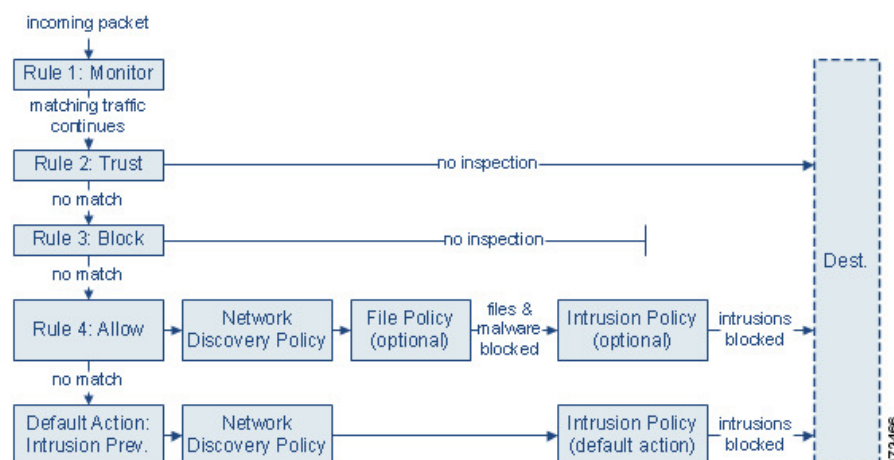 incoming packet
Rule 1: Monitor
matching traffic
continues
Rule 2: Trust
no inspection
no match
Rule 3: Block
no inspection
no match
Dest.
Rule 4: Allow
Network
Discovery Policy
File Policy
(optional)
files &
malware
blocked
Intrusion Policy
(optional)
intrusions
blocked
no match
Default Action:
Intrusion Prev.
Network
Discovery Policy
Intrusion Policy
(default action)
intrusions
blocked